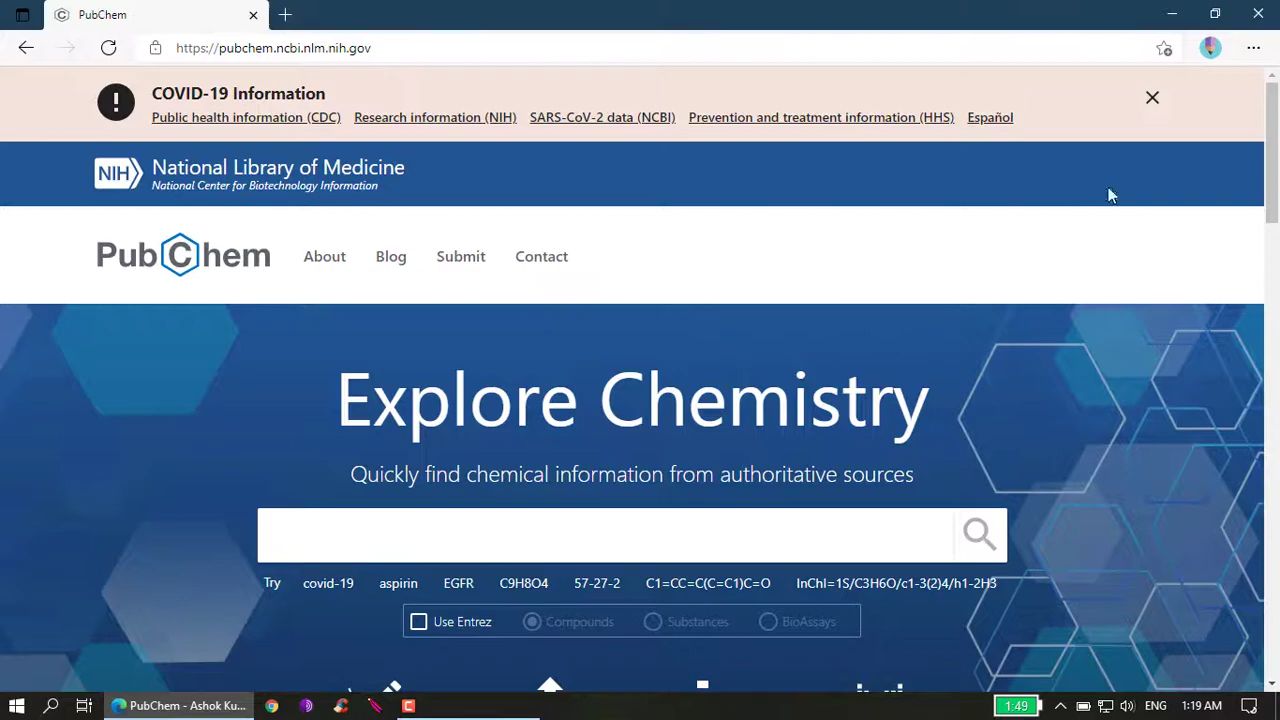 PubChem
https://pubchem.ncbi.nlm.nih.gov
COVID-19 Information
Public health information (CDC) Research information (NIH) SARS-CoV-2 data (NCBI) Prevention and treatment information (HHS) Español
NIH National Library of Medicine
National Center for Biotechnology Information
PubChem About Blog Submit Contact
Explore Chemistry
Quickly find chemical information from authoritative sources
Try covid-19 aspirin EGFR C9H8O4 57-27-2 C1=CC=C(C=C1)C=O InChI=1S/C3H6O/c1-3(2)4/h1-2H3
Use Entrez Compounds Substances BioAssays
PubChem - Ashok Ku... 1:49 ENG 1:19 AM